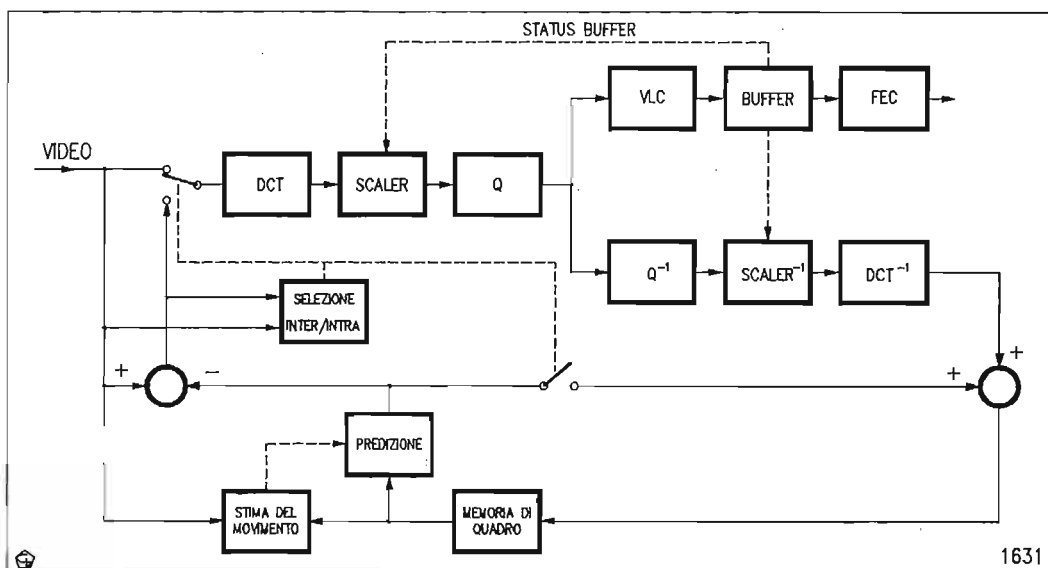 STATUS BUFFER
VLC
BUFFER
FEC
VIDEO
DCT
SCALER
Q
Q⁻¹
SCALER⁻¹
DCT⁻¹
SELEZIONE
INTER/INTRA
+
+
−
+
PREDIZIONE
STIMA DEL
MOVIMENTO
MEMORIA DI
QUADRO
1631